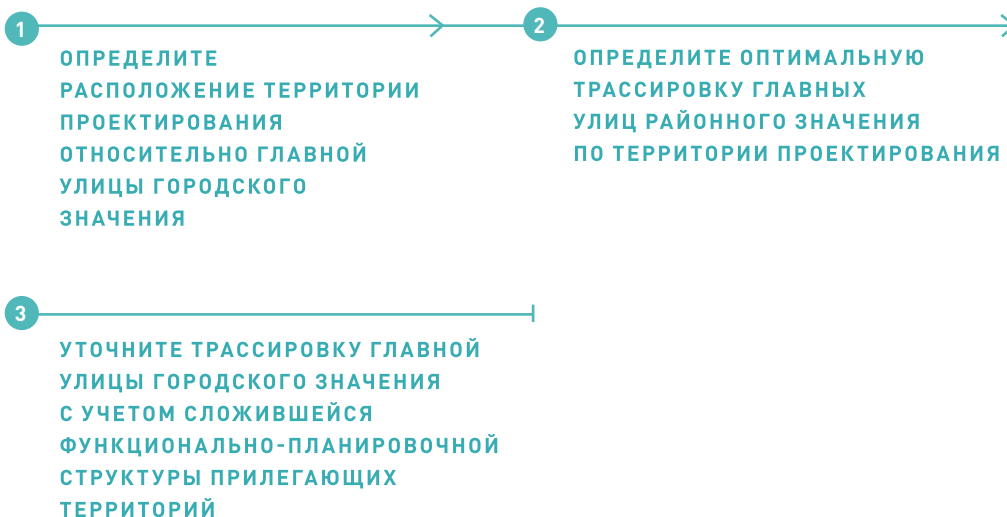 1
ОПРЕДЕЛИТЕ
РАСПОЛОЖЕНИЕ ТЕРРИТОРИИ
ПРОЕКТИРОВАНИЯ
ОТНОСИТЕЛЬНО ГЛАВНОЙ
УЛИЦЫ ГОРОДСКОГО
ЗНАЧЕНИЯ
2
ОПРЕДЕЛИТЕ ОПТИМАЛЬНУЮ
ТРАССИРОВКУ ГЛАВНЫХ
УЛИЦ РАЙОННОГО ЗНАЧЕНИЯ
ПО ТЕРРИТОРИИ ПРОЕКТИРОВАНИЯ
3
УТОЧНИТЕ ТРАССИРОВКУ ГЛАВНОЙ
УЛИЦЫ ГОРОДСКОГО ЗНАЧЕНИЯ
С УЧЕТОМ СЛОЖИВШЕЙСЯ
ФУНКЦИОНАЛЬНО-ПЛАНИРОВОЧНОЙ
СТРУКТУРЫ ПРИЛЕГАЮЩИХ
ТЕРРИТОРИЙ